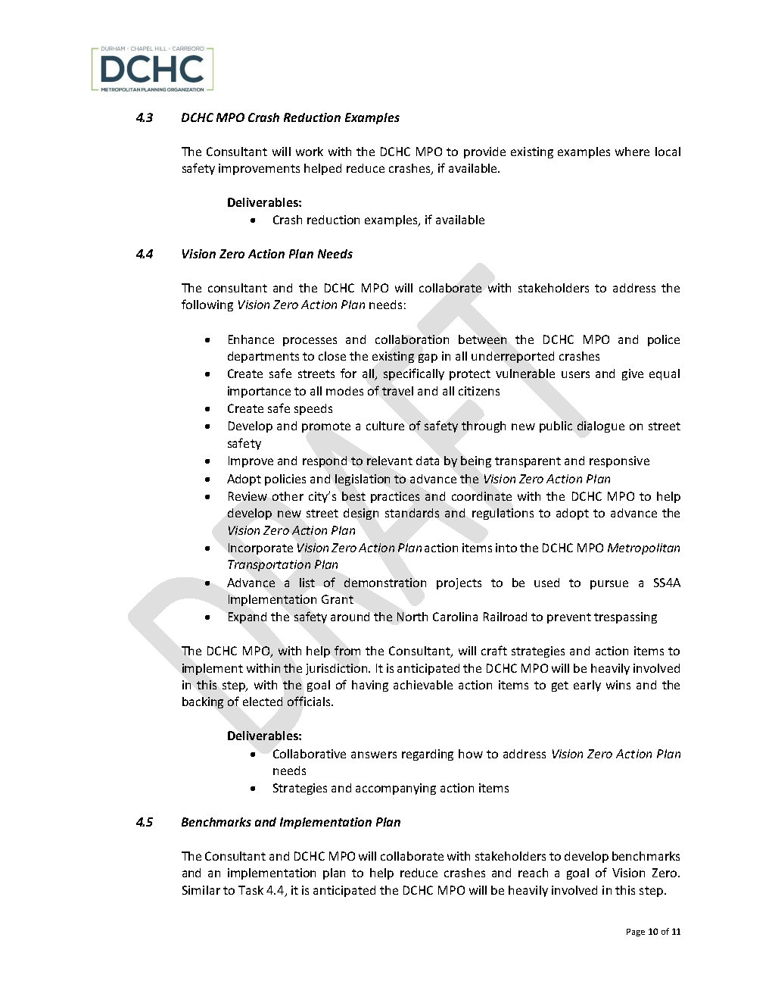 DURHAM · CHAPEL HILL · CARRBORO
DCHC
METROPOLITAN PLANNING ORGANIZATION
4.3 DCHC MPO Crash Reduction Examples
The Consultant will work with the DCHC MPO to provide existing examples where local
safety improvements helped reduce crashes, if available.
Deliverables:
• Crash reduction examples, if available
4.4 Vision Zero Action Plan Needs
The consultant and the DCHC MPO will collaborate with stakeholders to address the
following Vision Zero Action Plan needs:
• Enhance processes and collaboration between the DCHC MPO and police
departments to close the existing gap in all underreported crashes
• Create safe streets for all, specifically protect vulnerable users and give equal
importance to all modes of travel and all citizens
• Create safe speeds
• Develop and promote a culture of safety through new public dialogue on street
safety
• Improve and respond to relevant data by being transparent and responsive
• Adopt policies and legislation to advance the Vision Zero Action Plan
• Review other city's best practices and coordinate with the DCHC MPO to help
develop new street design standards and regulations to adopt to advance the
Vision Zero Action Plan
• Incorporate Vision Zero Action Plan action items into the DCHC MPO Metropolitan
Transportation Plan
• Advance a list of demonstration projects to be used to pursue a SS4A
Implementation Grant
• Expand the safety around the North Carolina Railroad to prevent trespassing
The DCHC MPO, with help from the Consultant, will craft strategies and action items to
implement within the jurisdiction. It is anticipated the DCHC MPO will be heavily involved
in this step, with the goal of having achievable action items to get early wins and the
backing of elected officials.
Deliverables:
• Collaborative answers regarding how to address Vision Zero Action Plan
needs
• Strategies and accompanying action items
4.5 Benchmarks and Implementation Plan
The Consultant and DCHC MPO will collaborate with stakeholders to develop benchmarks
and an implementation plan to help reduce crashes and reach a goal of Vision Zero.
Similar to Task 4.4, it is anticipated the DCHC MPO will be heavily involved in this step.
Page 10 of 11
DRAFT